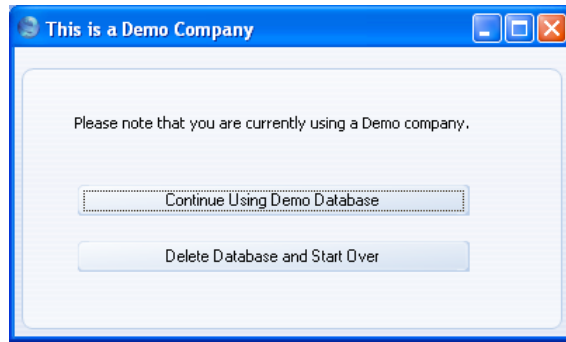 This is a Demo Company
Please note that you are currently using a Demo company.
Continue Using Demo Database
Delete Database and Start Over